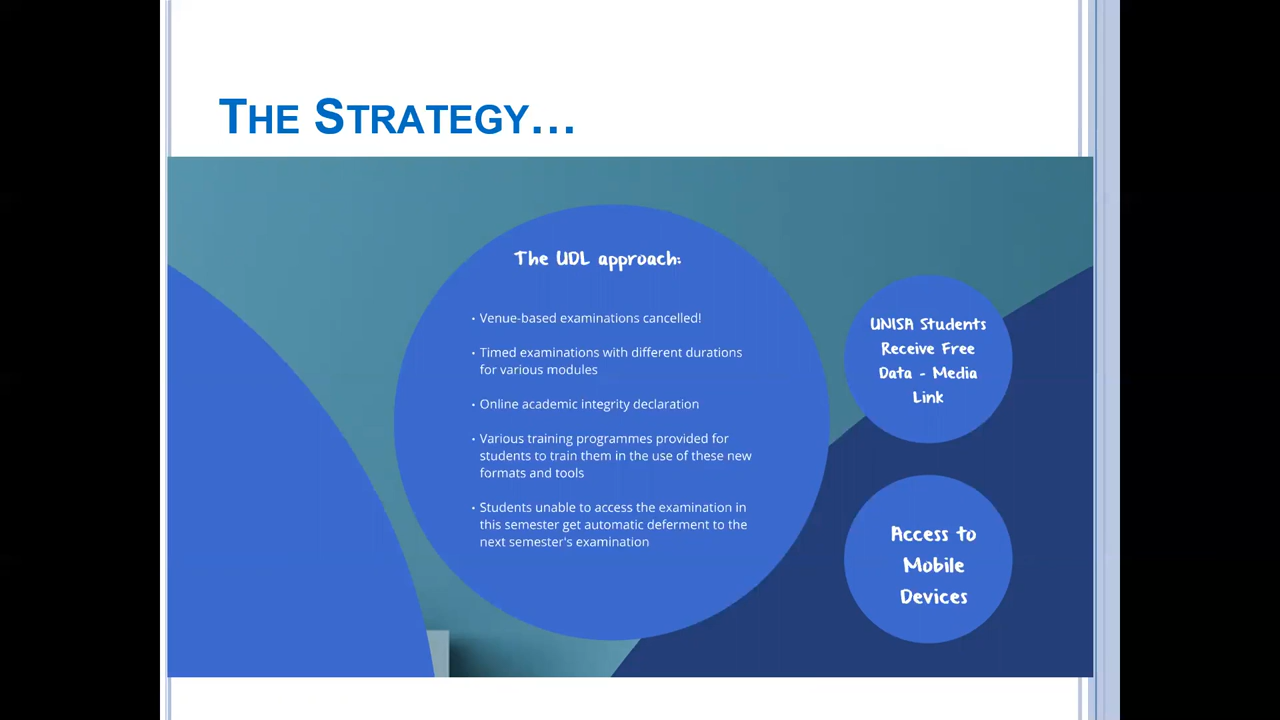 THE STRATEGY...
The UDL approach:
• Venue-based examinations cancelled!
• Timed examinations with different durations
for various modules
• Online academic integrity declaration
• Various training programmes provided for
students to train them in the use of these new
formats and tools
• Students unable to access the examination in
this semester get automatic deferment to the
next semester's examination
UNISA Students
Receive Free
Data - Media
Link
Access to
Mobile
Devices